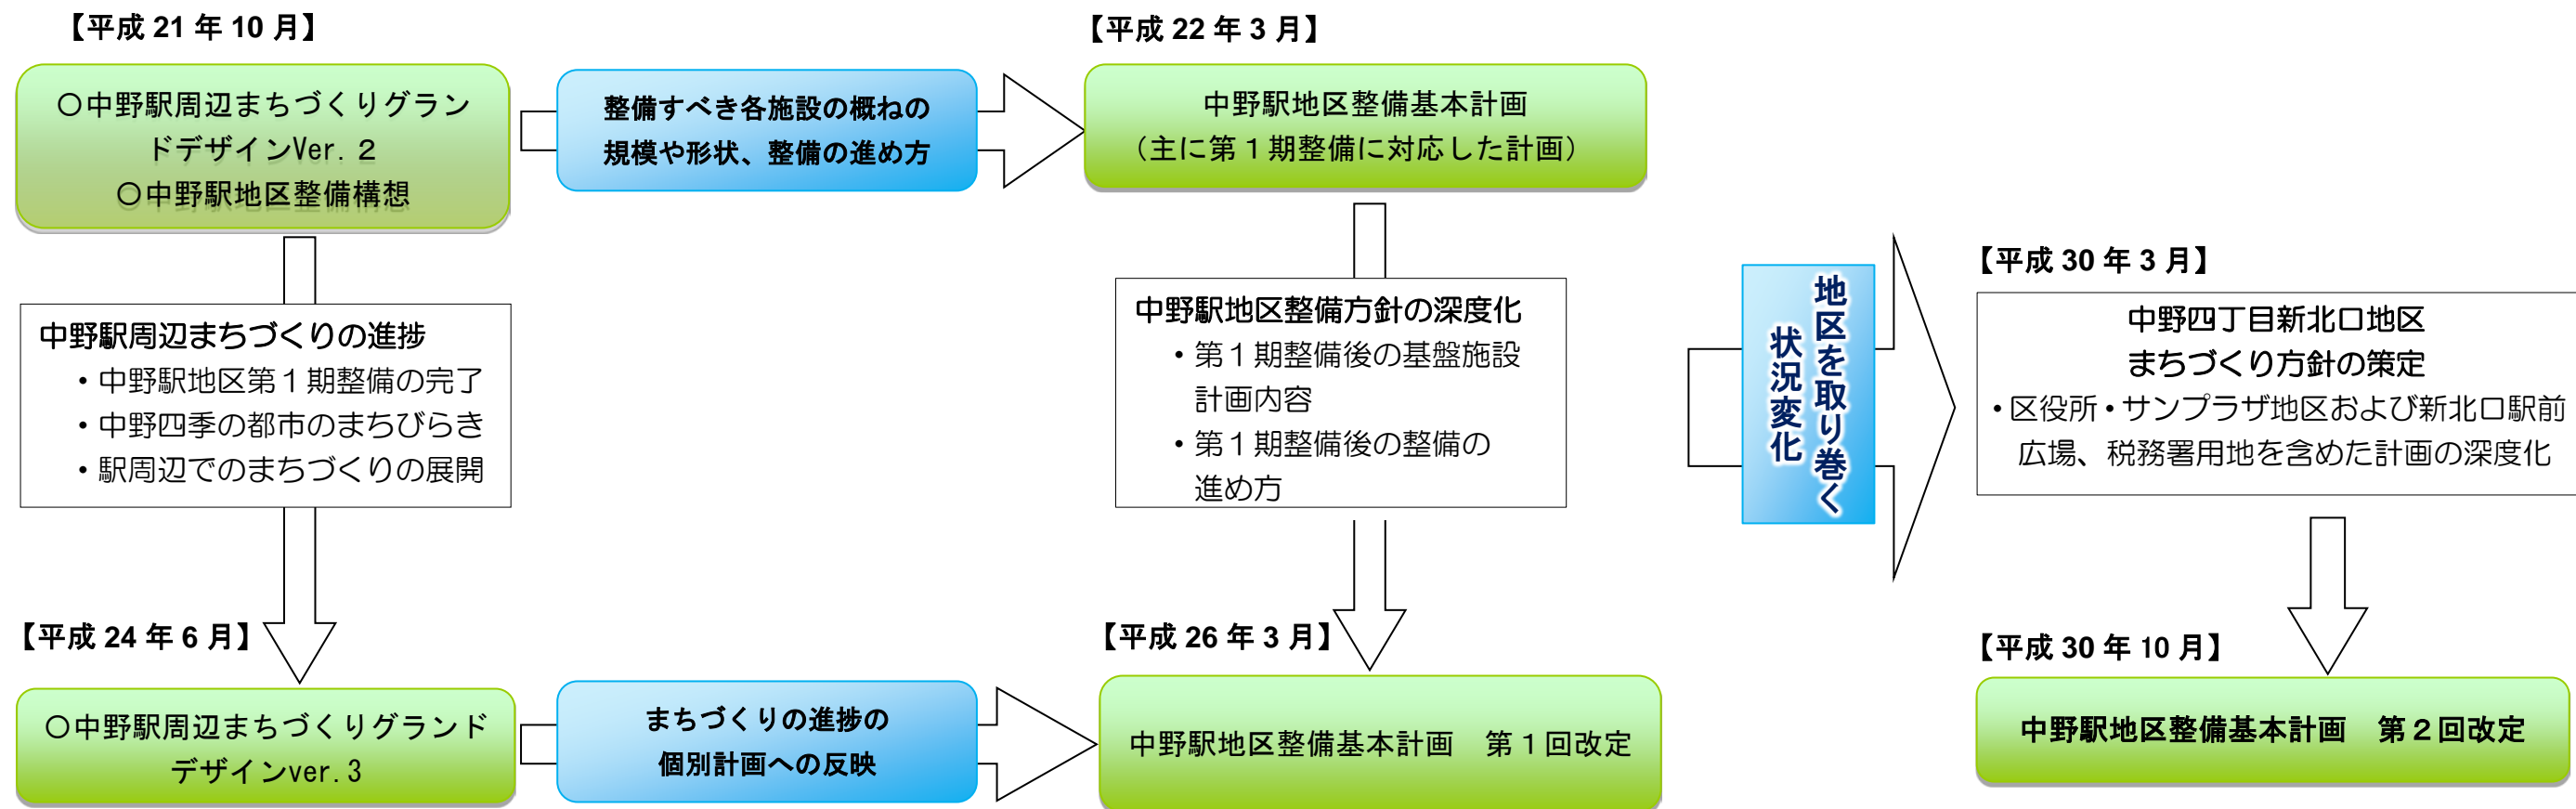 【平成 21 年 10 月】
〇中野駅周辺まちづくりグラン
ドデザインVer.２
〇中野駅地区整備構想
整備すべき各施設の概ねの
規模や形状、整備の進め方
【平成 22 年 3 月】
中野駅地区整備基本計画
（主に第１期整備に対応した計画）
中野駅周辺まちづくりの進捗
・中野駅地区第１期整備の完了
・中野四季の都市のまちびらき
・駅周辺でのまちづくりの展開
中野駅地区整備方針の深度化
・第１期整備後の基盤施設
計画内容
・第１期整備後の整備の
進め方
地区を取り巻く
状況変化
【平成 30 年 3 月】
中野四丁目新北口地区
まちづくり方針の策定
・区役所・サンプラザ地区および新北口駅前
広場、税務署用地を含めた計画の深度化
【平成 24 年 6 月】
〇中野駅周辺まちづくりグランド
デザインver.3
まちづくりの進捗の
個別計画への反映
【平成 26 年 3 月】
中野駅地区整備基本計画　第１回改定
【平成 30 年 10 月】
中野駅地区整備基本計画　第２回改定